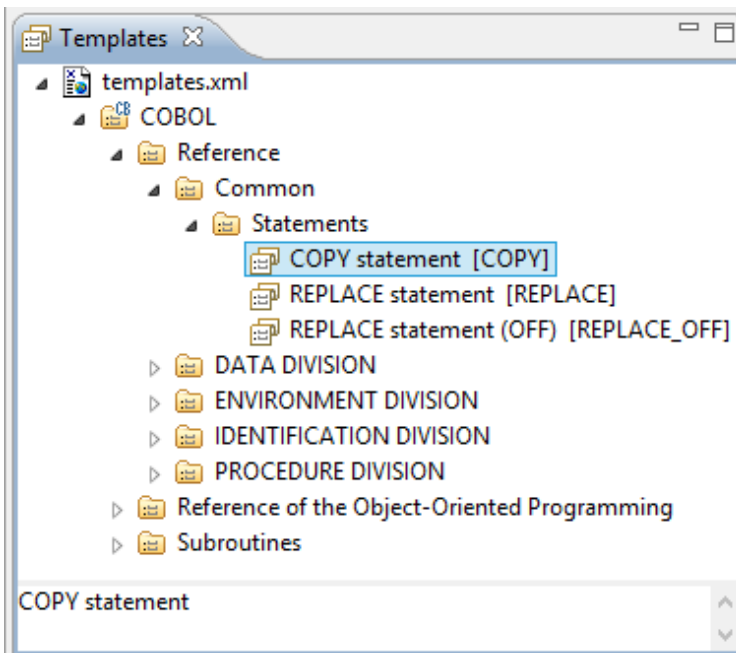 Templates
templates.xml
COBOL
Reference
Common
Statements
COPY statement [COPY]
REPLACE statement [REPLACE]
REPLACE statement (OFF) [REPLACE_OFF]
DATA DIVISION
ENVIRONMENT DIVISION
IDENTIFICATION DIVISION
PROCEDURE DIVISION
Reference of the Object-Oriented Programming
Subroutines
COPY statement